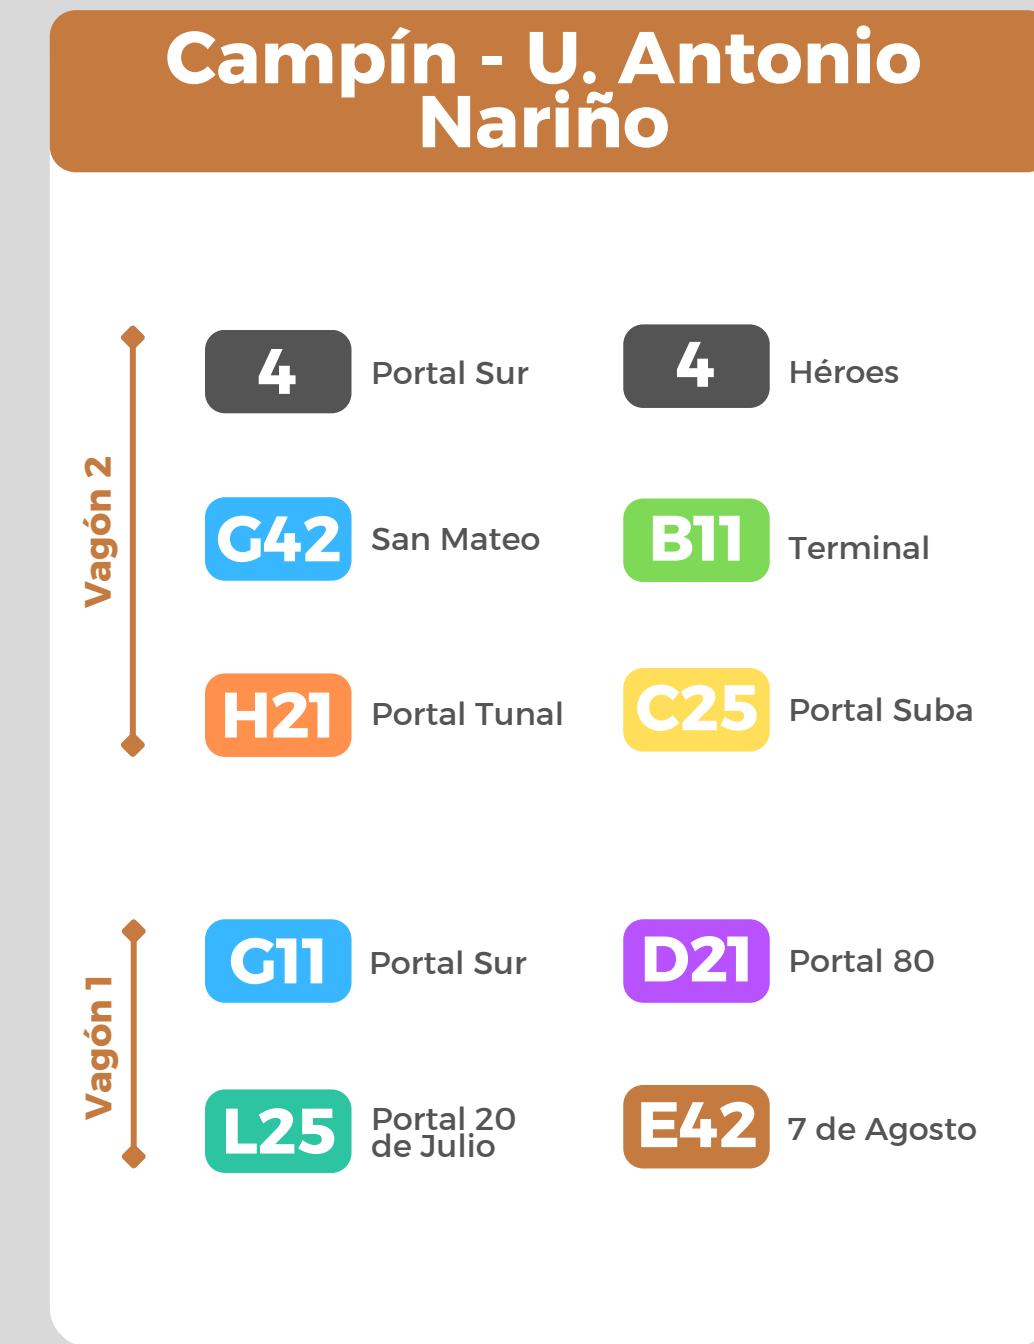 Campín - U. Antonio
Nariño
Vagón 2
4 Portal Sur
4 Héroes
G42 San Mateo
B11 Terminal
H21 Portal Tunal
C25 Portal Suba
Vagón 1
G11 Portal Sur
D21 Portal 80
L25 Portal 20
de Julio
E42 7 de Agosto